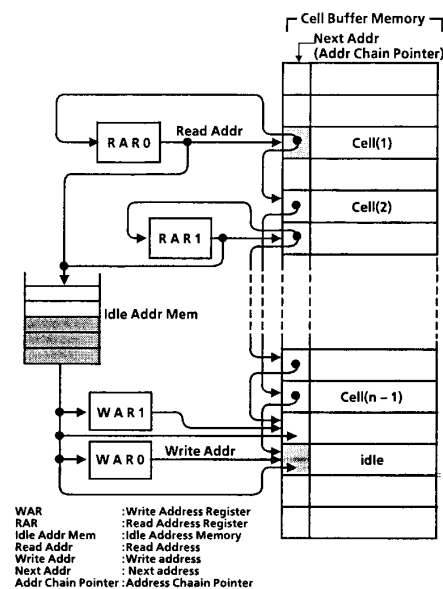 Cell Buffer Memory
Next Addr
(Addr Chain Pointer)
RAR0
Read Addr
Cell(1)
Cell(2)
RAR1
Idle Addr Mem
Cell(n – 1)
WAR1
WAR0
Write Addr
idle
WAR :Write Address Register
RAR :Read Address Register
Idle Addr Mem :Idle Address Memory
Read Addr :Read Address
Write Addr :Write address
Next Addr : Next address
Addr Chain Pointer :Address Chaain Pointer